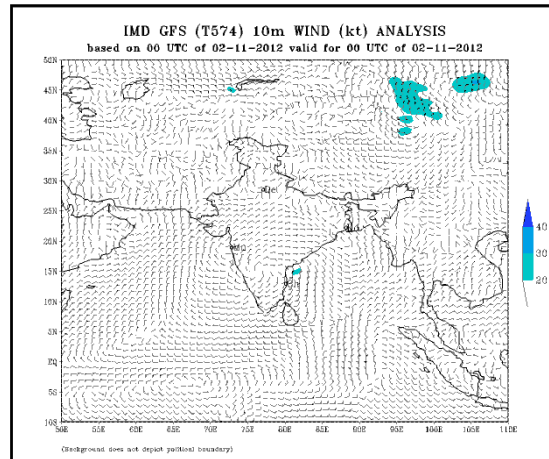 IMD GFS (T574) 10m WIND (kt) ANALYSIS
based on 00 UTC of 02-11-2012 valid for 00 UTC of 02-11-2012
50N
45N
40N
35N
30N
25N
20N
15N
10N
5N
EQ
5S
10S
Del
40
30
20
50E 55E 60E 65E 70E 75E 80E 85E 90E 95E 100E 105E 110E
(Background does not depict political boundary)